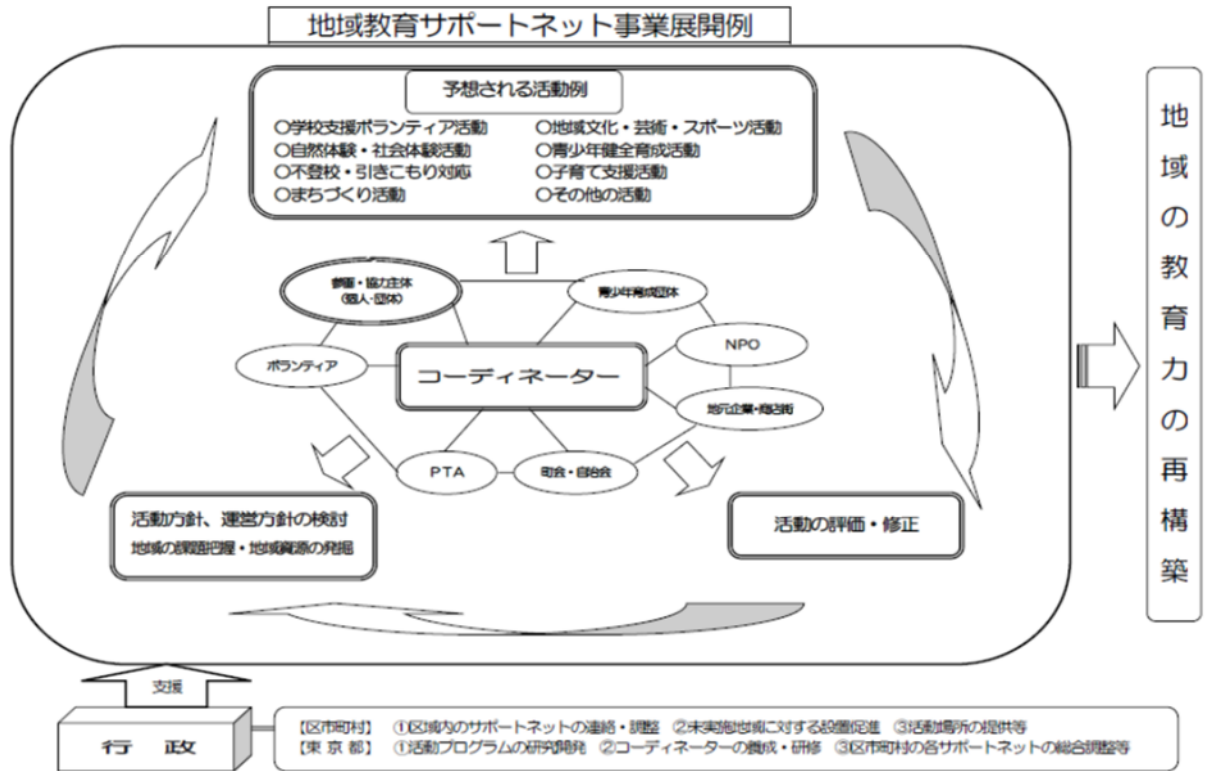 地域教育サポートネット事業展開例
予想される活動例
○学校支援ボランティア活動
○地域文化・芸術・スポーツ活動
○自然体験・社会体験活動
○青少年健全育成活動
○不登校・引きこもり対応
○子育て支援活動
○まちづくり活動
○その他の活動
参画・協力主体
(個人・団体)
青少年育成団体
ボランティア
コーディネーター
NPO
地元企業・商店街
PTA
町会・自治会
活動方針、運営方針の検討
地域の課題把握・地域資源の発掘
活動の評価・修正
地域の教育力の再構築
支援
行政
【区市町村】 ①区域内のサポートネットの連絡・調整 ②未実施地域に対する設置促進 ③活動場所の提供等
【東京都】 ①活動プログラムの研究開発 ②コーディネーターの養成・研修 ③区市町村の各サポートネットの総合調整等